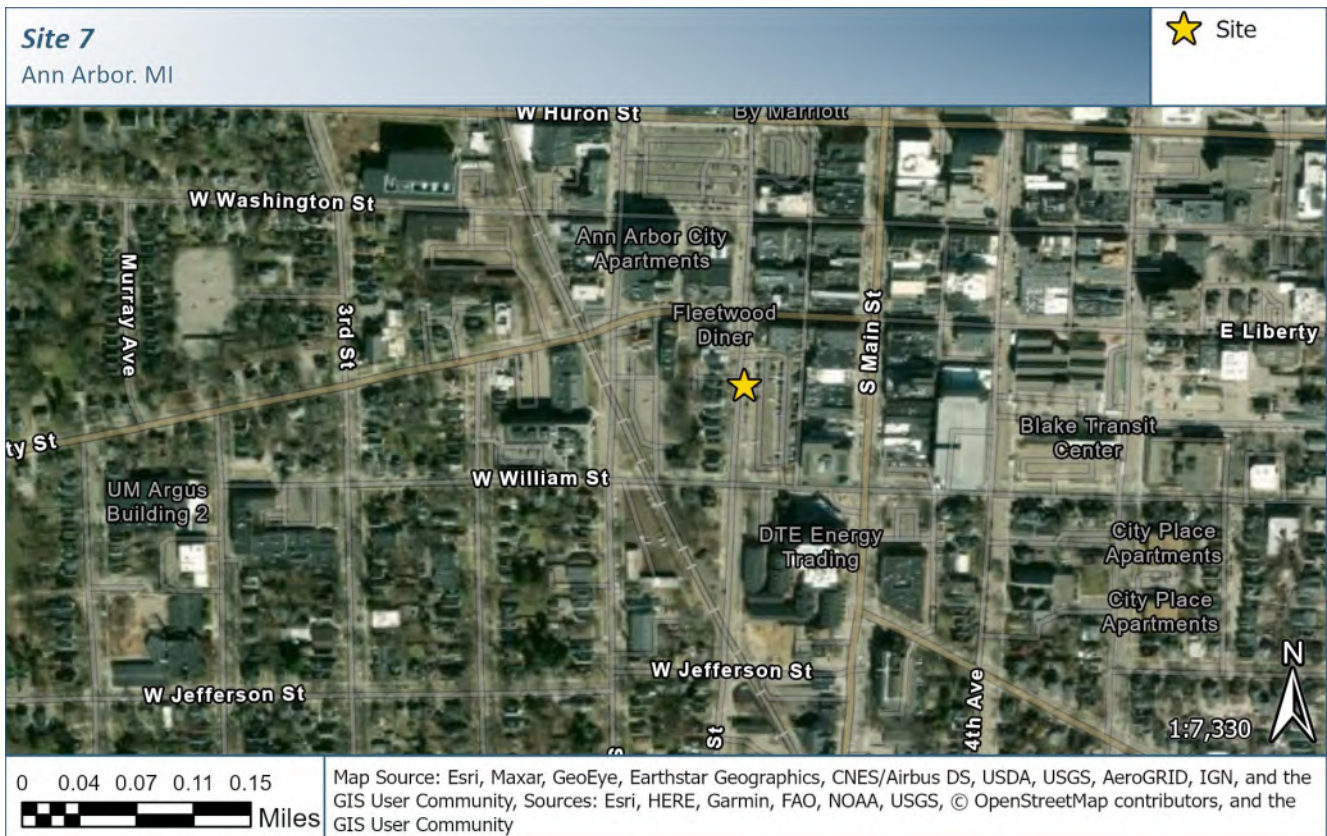 Site 7
Ann Arbor. MI
Site
W Huron St
By Marriott
W Washington St
Ann Arbor City
Apartments
Murray Ave
3rd St
Fleetwood
Diner
S Main St
E Liberty
ty St
Blake Transit
Center
W William St
UM Argus
Building 2
DTE Energy
Trading
City Place
Apartments
City Place
Apartments
W Jefferson St
W Jefferson St
4th Ave
St
S
N
1:7,330
0 0.04 0.07 0.11 0.15
Miles
Map Source: Esri, Maxar, GeoEye, Earthstar Geographics, CNES/Airbus DS, USDA, USGS, AeroGRID, IGN, and the
GIS User Community, Sources: Esri, HERE, Garmin, FAO, NOAA, USGS, © OpenStreetMap contributors, and the
GIS User Community